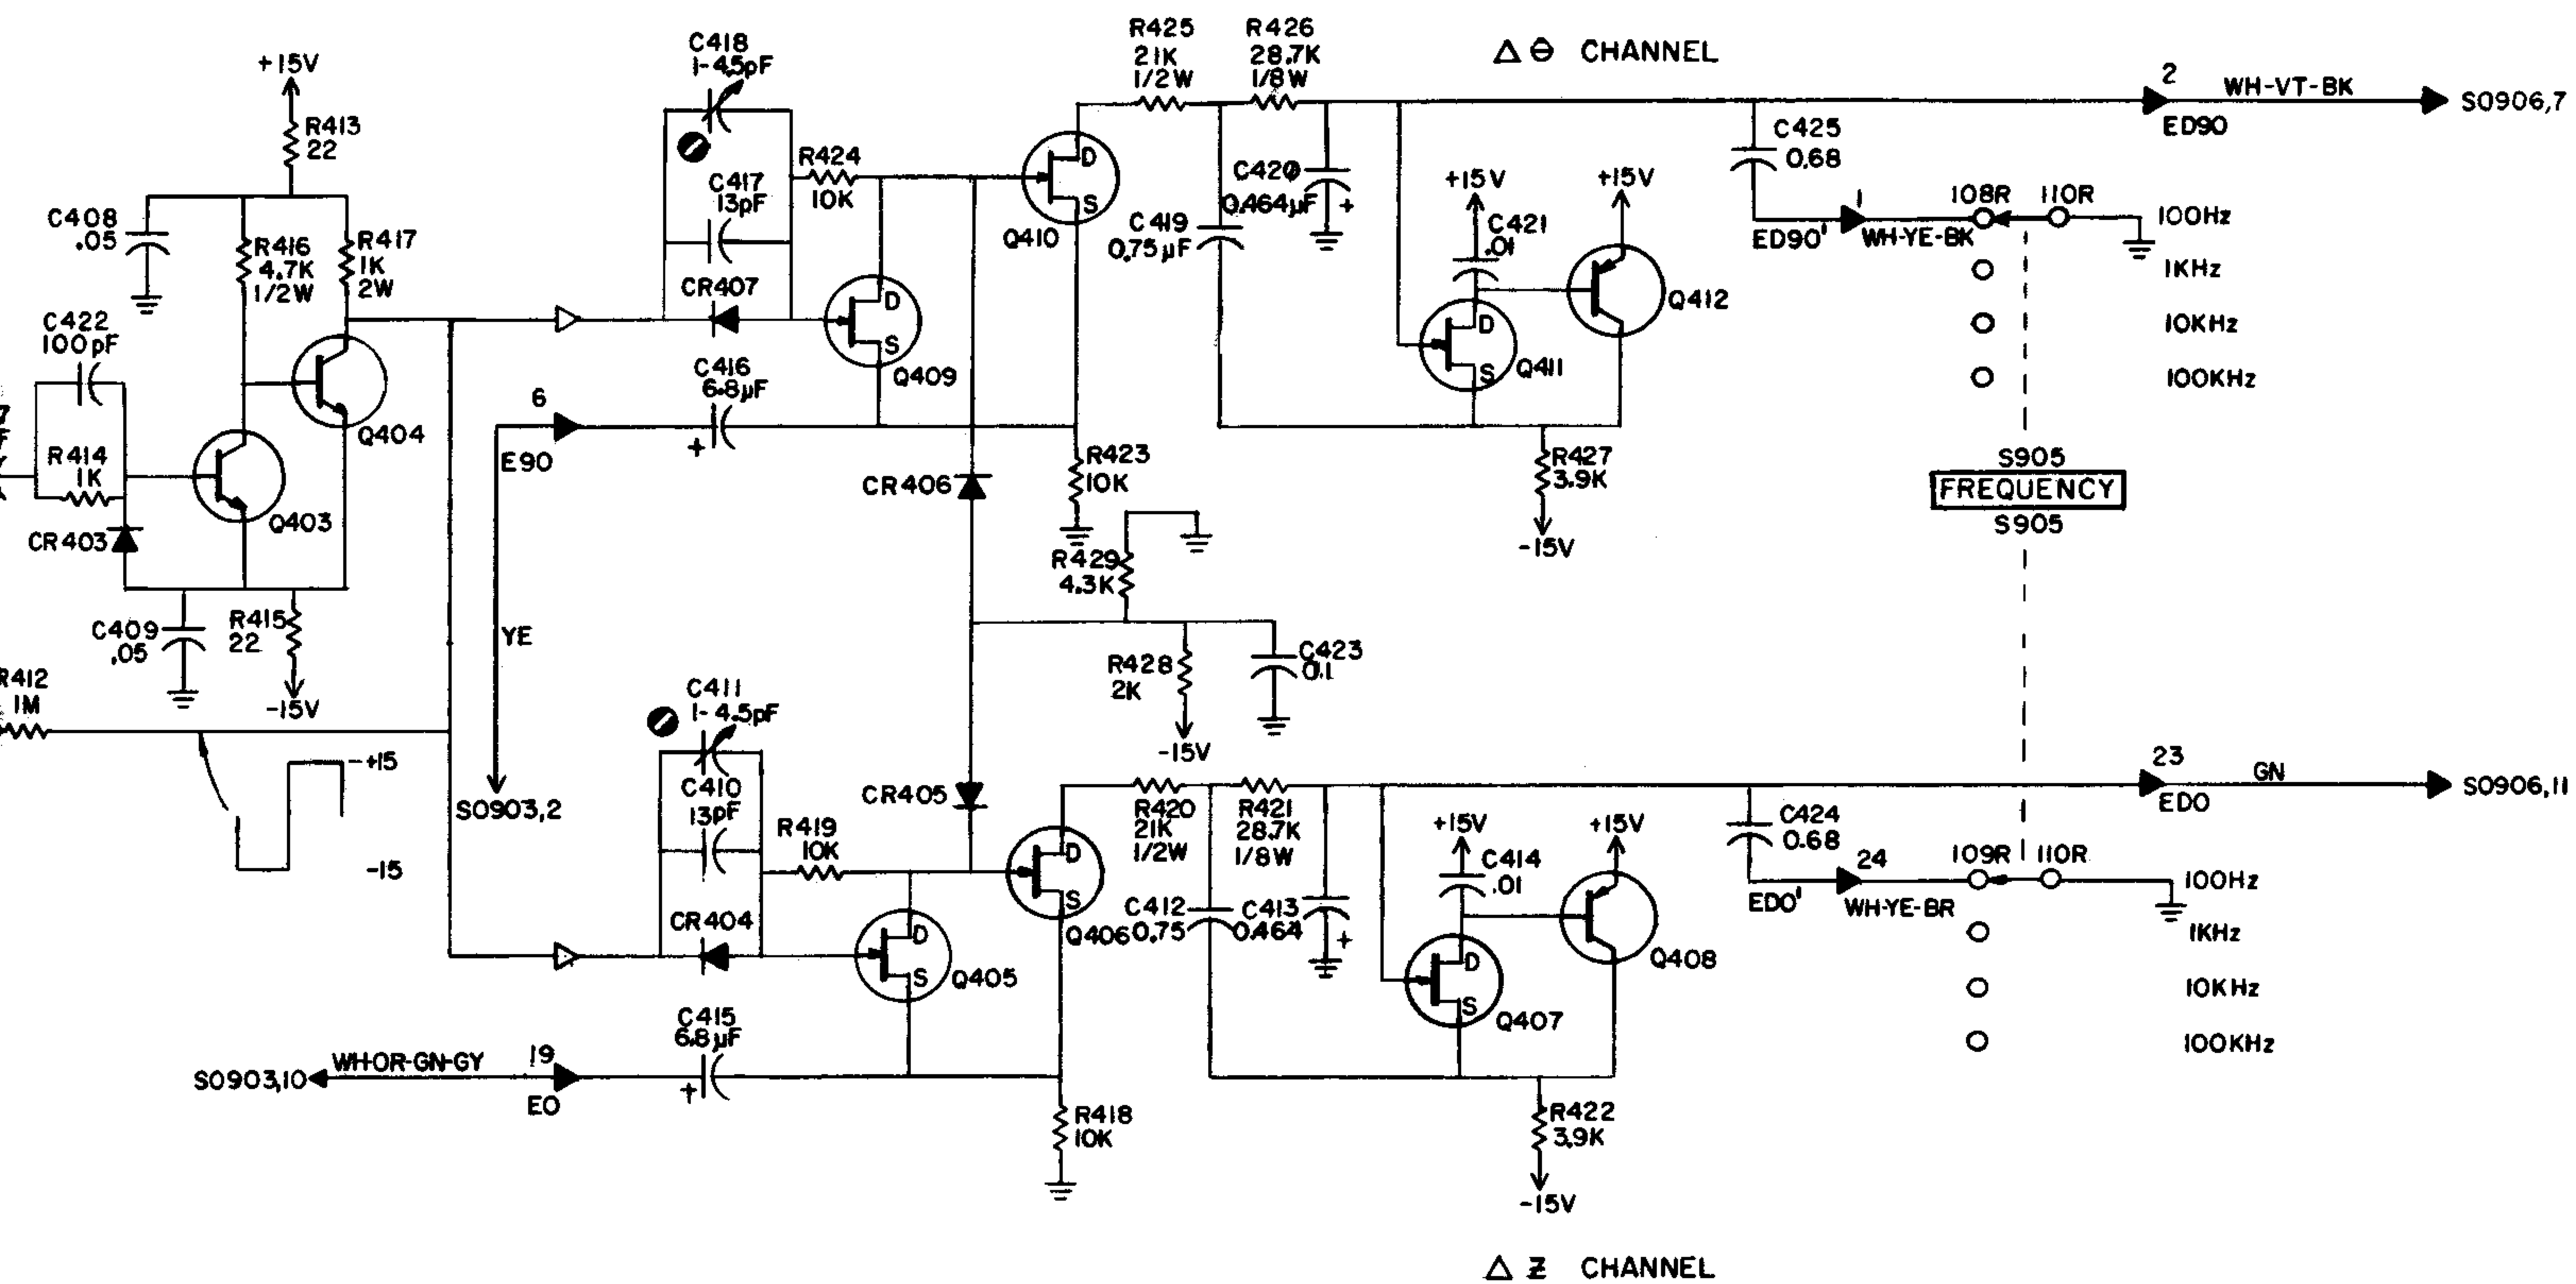 Δ Θ CHANNEL
+15V
R413
22
C408
.05
R416
4.7K
1/2W
R417
1K
2W
C422
100pF
R414
1K
CR403
Q403
Q404
C409
.05
R415
22
-15V
R412
1M
-+15
-15
C418
1-4.5pF
C417
13pF
R424
10K
CR407
D
S
Q409
C416
6.8μF
+
6
E90
YE
S0903,2
D
S
Q410
R425
21K
1/2W
R426
28.7K
1/8W
C419
0.75μF
C420
0.464μF
+
+15V
C421
.01
+15V
D
S
Q411
Q412
R427
3.9K
-15V
C425
0.68
2
WH-VT-BK
S0906,7
ED90
1
ED90'
WH-YE-BK
108R
110R
100Hz
1KHz
10KHz
100KHz
S905
FREQUENCY
S905
CR406
R423
10K
R429
4.3K
R428
2K
-15V
C423
0.1
CR405
C411
1-4.5pF
C410
13pF
R419
10K
CR404
D
S
Q405
C415
6.8μF
+
S0903,10
WH-OR-GN-GY
19
E0
D
S
Q406
R418
10K
R420
21K
1/2W
R421
28.7K
1/8W
C412
0.75
C413
0.464
+
+15V
C414
.01
+15V
D
S
Q407
Q408
R422
3.9K
-15V
C424
0.68
23
GN
S0906,11
ED0
24
ED0'
WH-YE-BR
109R
110R
100Hz
1KHz
10KHz
100KHz
Δ Z CHANNEL